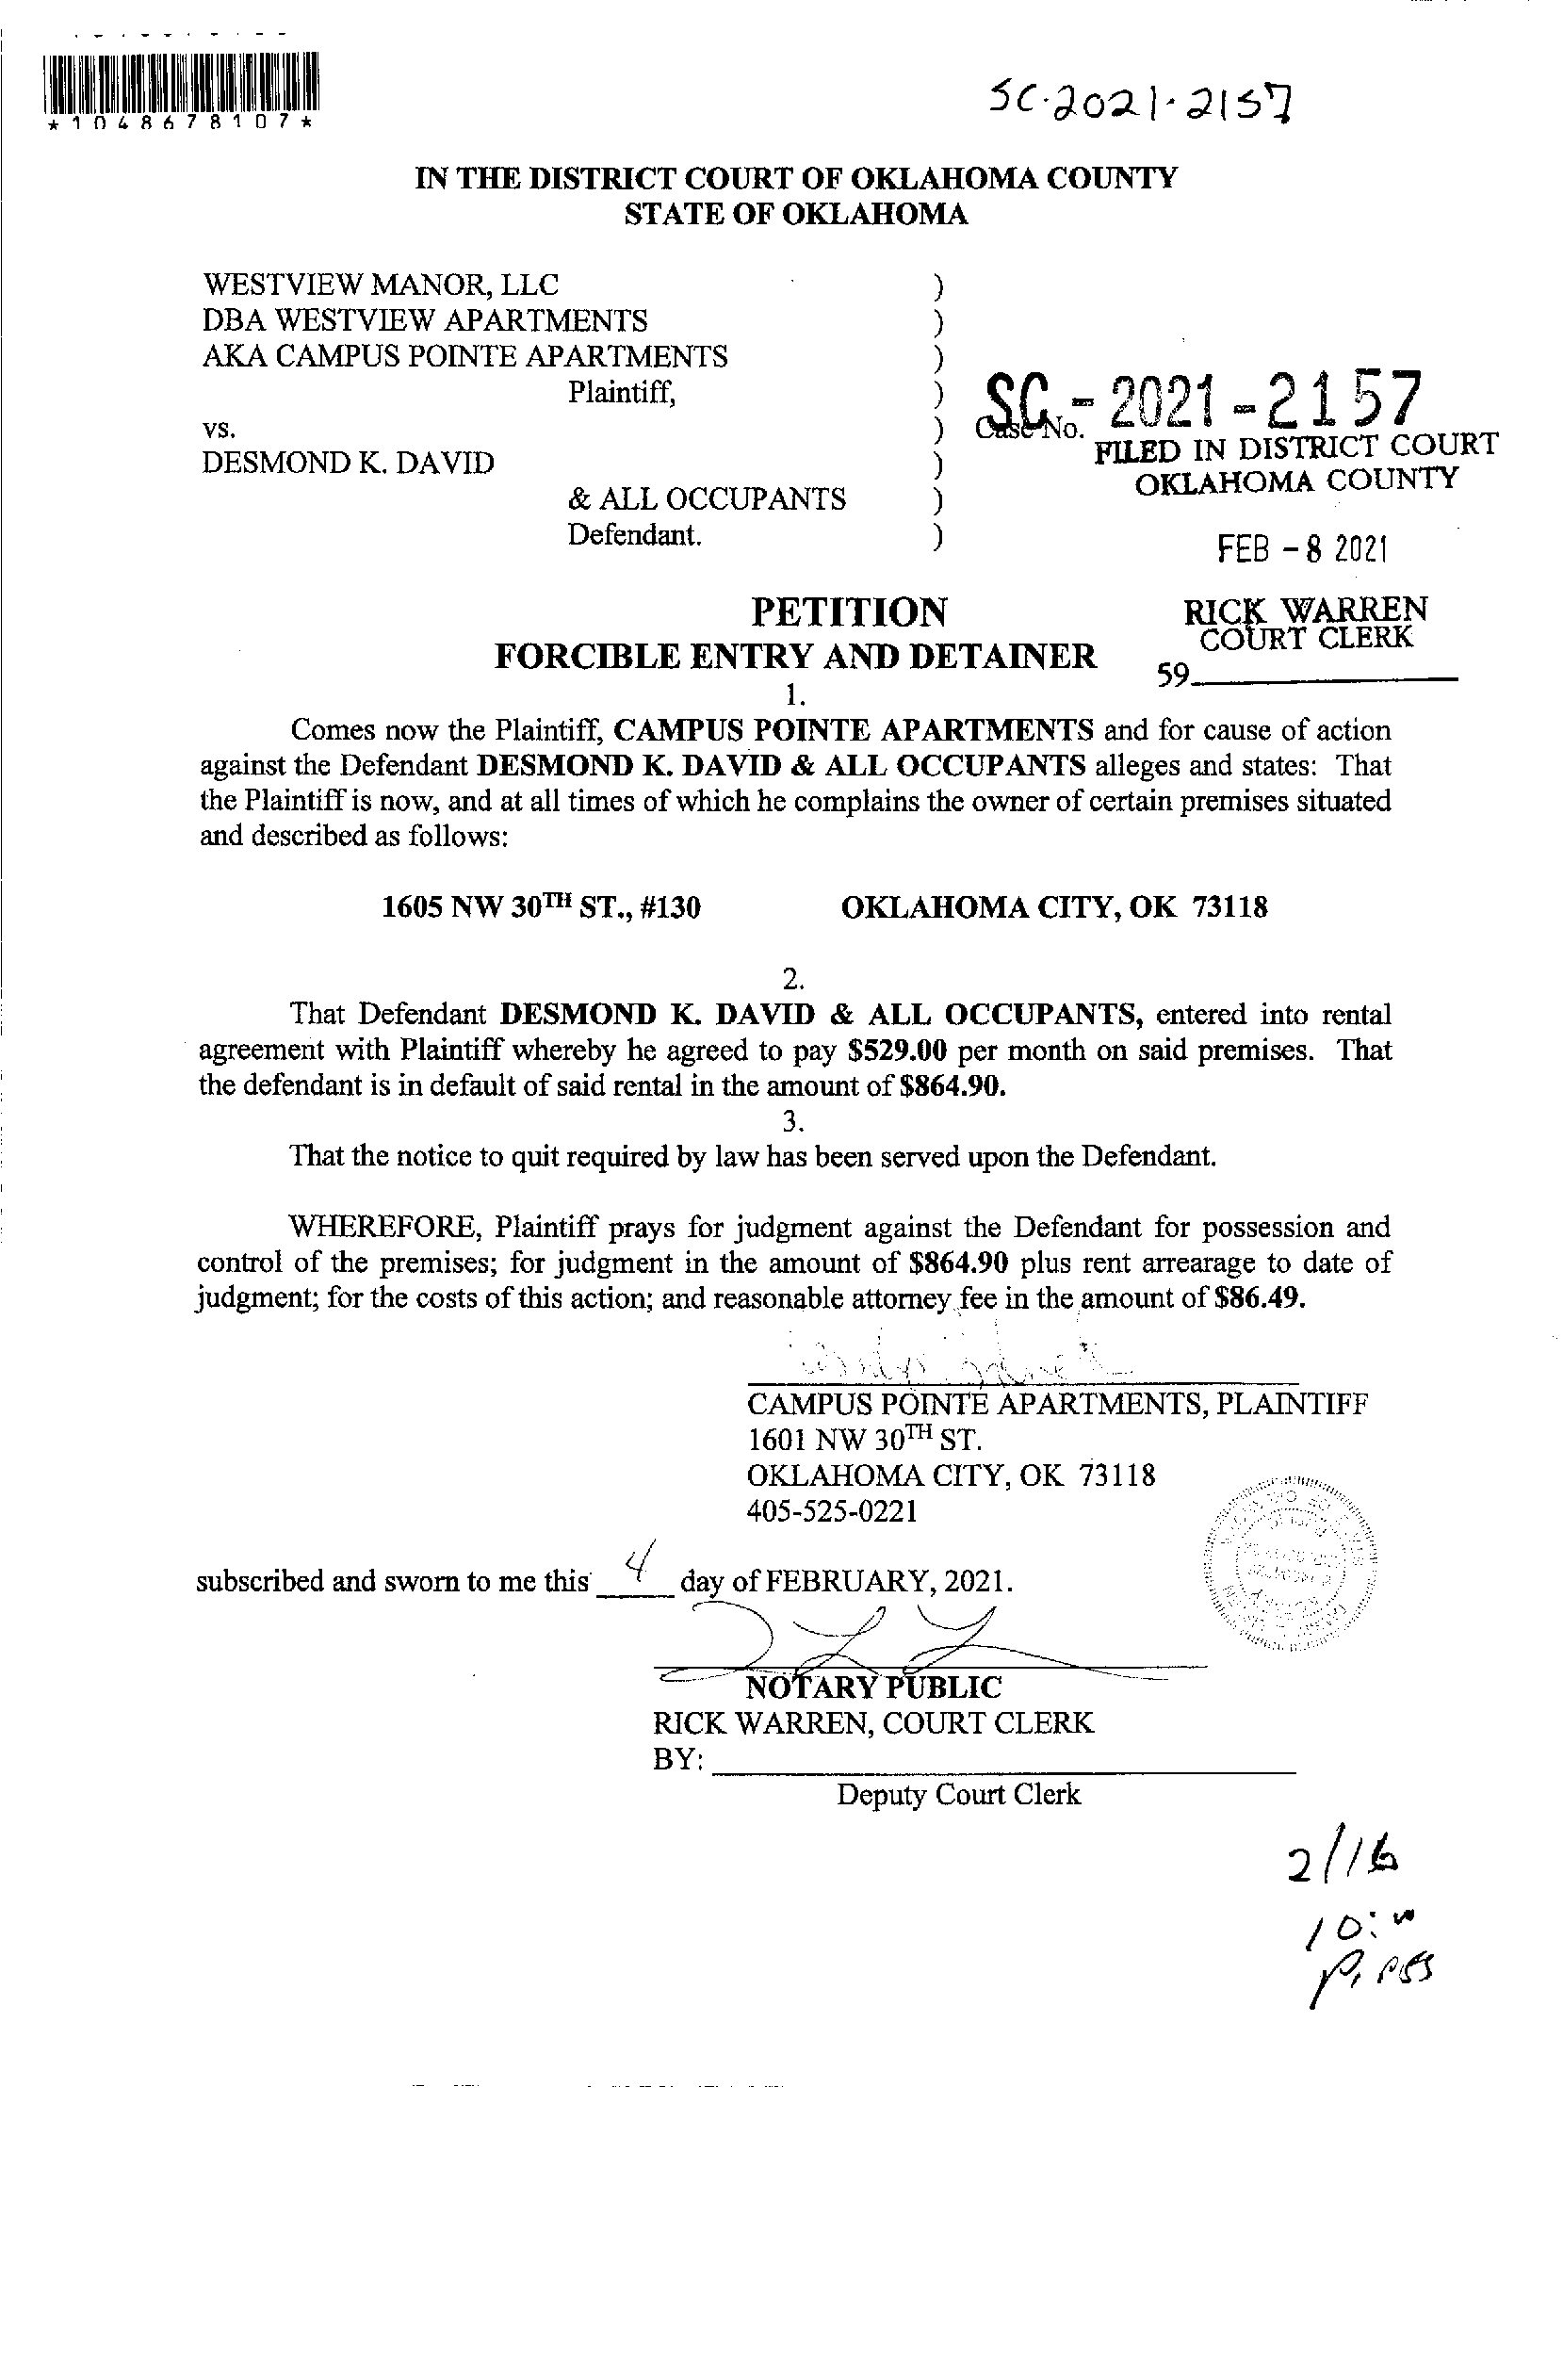 *1048678107*
SC-2021-2157
IN THE DISTRICT COURT OF OKLAHOMA COUNTY
STATE OF OKLAHOMA
WESTVIEW MANOR, LLC )
DBA WESTVIEW APARTMENTS )
AKA CAMPUS POINTE APARTMENTS )
Plaintiff, )
SC-2021-2157
vs. ) Case No.
FILED IN DISTRICT COURT
DESMOND K. DAVID )
OKLAHOMA COUNTY
& ALL OCCUPANTS )
Defendant. )
FEB -8 2021
PETITION
RICK WARREN
COURT CLERK
FORCIBLE ENTRY AND DETAINER
59
1.
Comes now the Plaintiff, CAMPUS POINTE APARTMENTS and for cause of action
against the Defendant DESMOND K. DAVID & ALL OCCUPANTS alleges and states: That
the Plaintiff is now, and at all times of which he complains the owner of certain premises situated
and described as follows:
1605 NW 30TH ST., #130 OKLAHOMA CITY, OK 73118
2.
That Defendant DESMOND K. DAVID & ALL OCCUPANTS, entered into rental
agreement with Plaintiff whereby he agreed to pay $529.00 per month on said premises. That
the defendant is in default of said rental in the amount of $864.90.
3.
That the notice to quit required by law has been served upon the Defendant.
WHEREFORE, Plaintiff prays for judgment against the Defendant for possession and
control of the premises; for judgment in the amount of $864.90 plus rent arrearage to date of
judgment; for the costs of this action; and reasonable attorney fee in the amount of $86.49.
CAMPUS POINTE APARTMENTS, PLAINTIFF
1601 NW 30TH ST.
OKLAHOMA CITY, OK 73118
405-525-0221
subscribed and sworn to me this 4 day of FEBRUARY, 2021.
NOTARY PUBLIC
RICK WARREN, COURT CLERK
BY:
Deputy Court Clerk
2/16